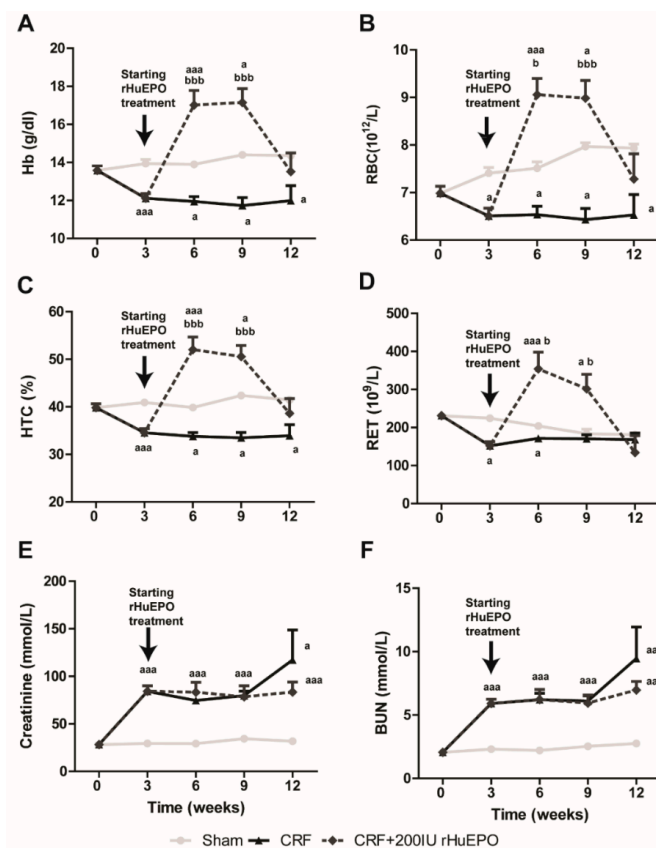 A
Starting
rHuEPO
treatment
aaa
bbb
a
bbb
Hb (g/dl)
20
18
16
14
12
10
aaa
a
a
a
0 3 6 9 12
B
Starting
rHuEPO
treatment
aaa
b
a
bbb
RBC(10¹²/L)
10
9
8
7
6
a
a
a
a
0 3 6 9 12
C
Starting
rHuEPO
treatment
aaa
bbb
a
bbb
HTC (%)
60
50
40
30
20
aaa
a
a
a
0 3 6 9 12
D
Starting
rHuEPO
treatment
aaa b
a b
RET (10⁹/L)
500
400
300
200
100
0
a
a
0 3 6 9 12
E
Starting
rHuEPO
treatment
aaa
aaa
aaa
a
aaa
Creatinine (mmol/L)
200
150
100
50
0
0 3 6 9 12
Time (weeks)
F
Starting
rHuEPO
treatment
aaa
aaa
aaa
BUN (mmol/L)
15
10
5
0
0 3 6 9 12
Time (weeks)
Sham CRF CRF+200IU rHuEPO